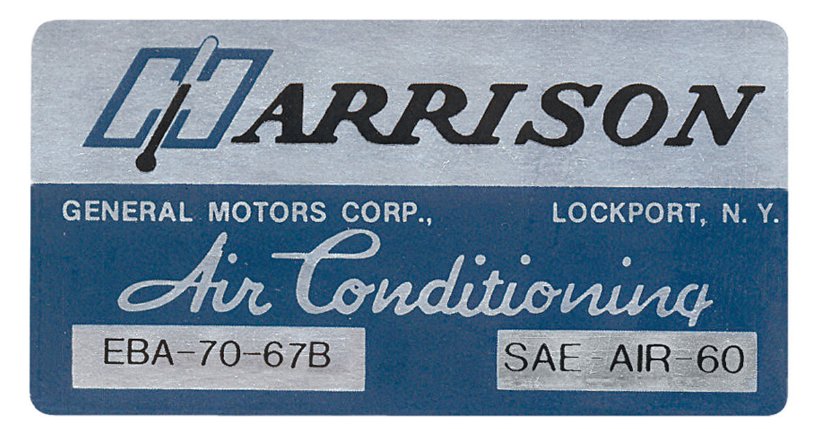 HARRISON
GENERAL MOTORS CORP., LOCKPORT, N. Y.
Air Conditioning
EBA-70-67B SAE-AIR-60